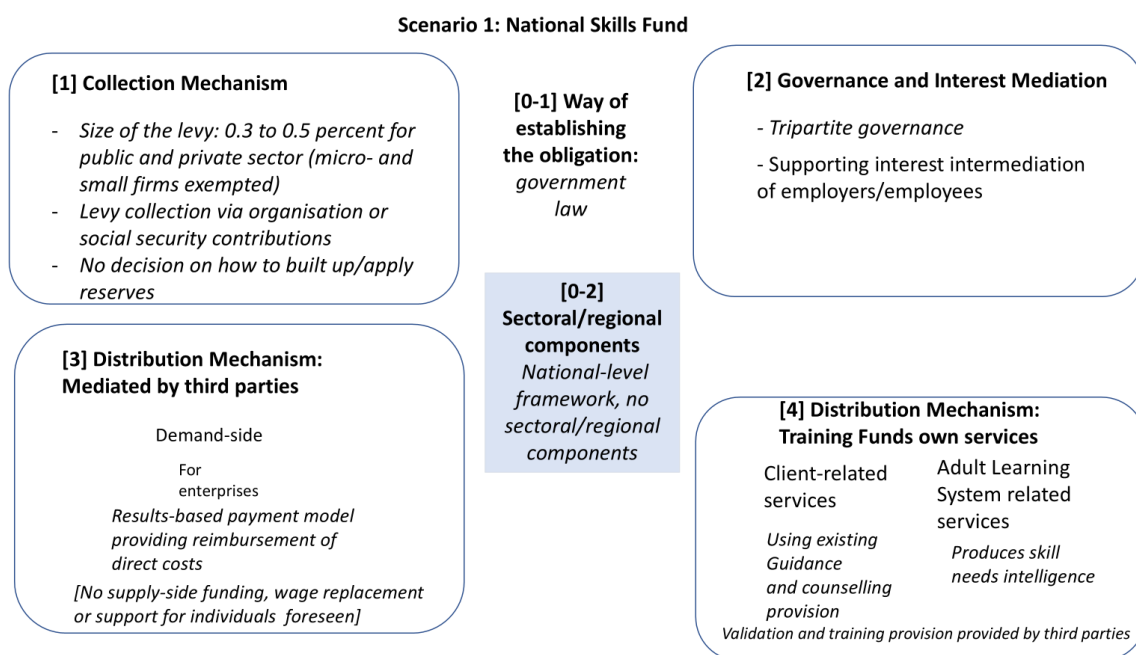 Scenario 1: National Skills Fund
[1] Collection Mechanism
- Size of the levy: 0.3 to 0.5 percent for
public and private sector (micro- and
small firms exempted)
- Levy collection via organisation or
social security contributions
- No decision on how to built up/apply
reserves
[0-1] Way of
establishing
the obligation:
government
law
[2] Governance and Interest Mediation
- Tripartite governance
- Supporting interest intermediation
of employers/employees
[0-2]
Sectoral/regional
components
National-level
framework, no
sectoral/regional
components
[3] Distribution Mechanism:
Mediated by third parties
Demand-side
For
enterprises
Results-based payment model
providing reimbursement of
direct costs
[No supply-side funding, wage replacement
or support for individuals foreseen]
[4] Distribution Mechanism:
Training Funds own services
Client-related
services
Using existing
Guidance
and counselling
provision
Adult Learning
System related
services
Produces skill
needs intelligence
Validation and training provision provided by third parties